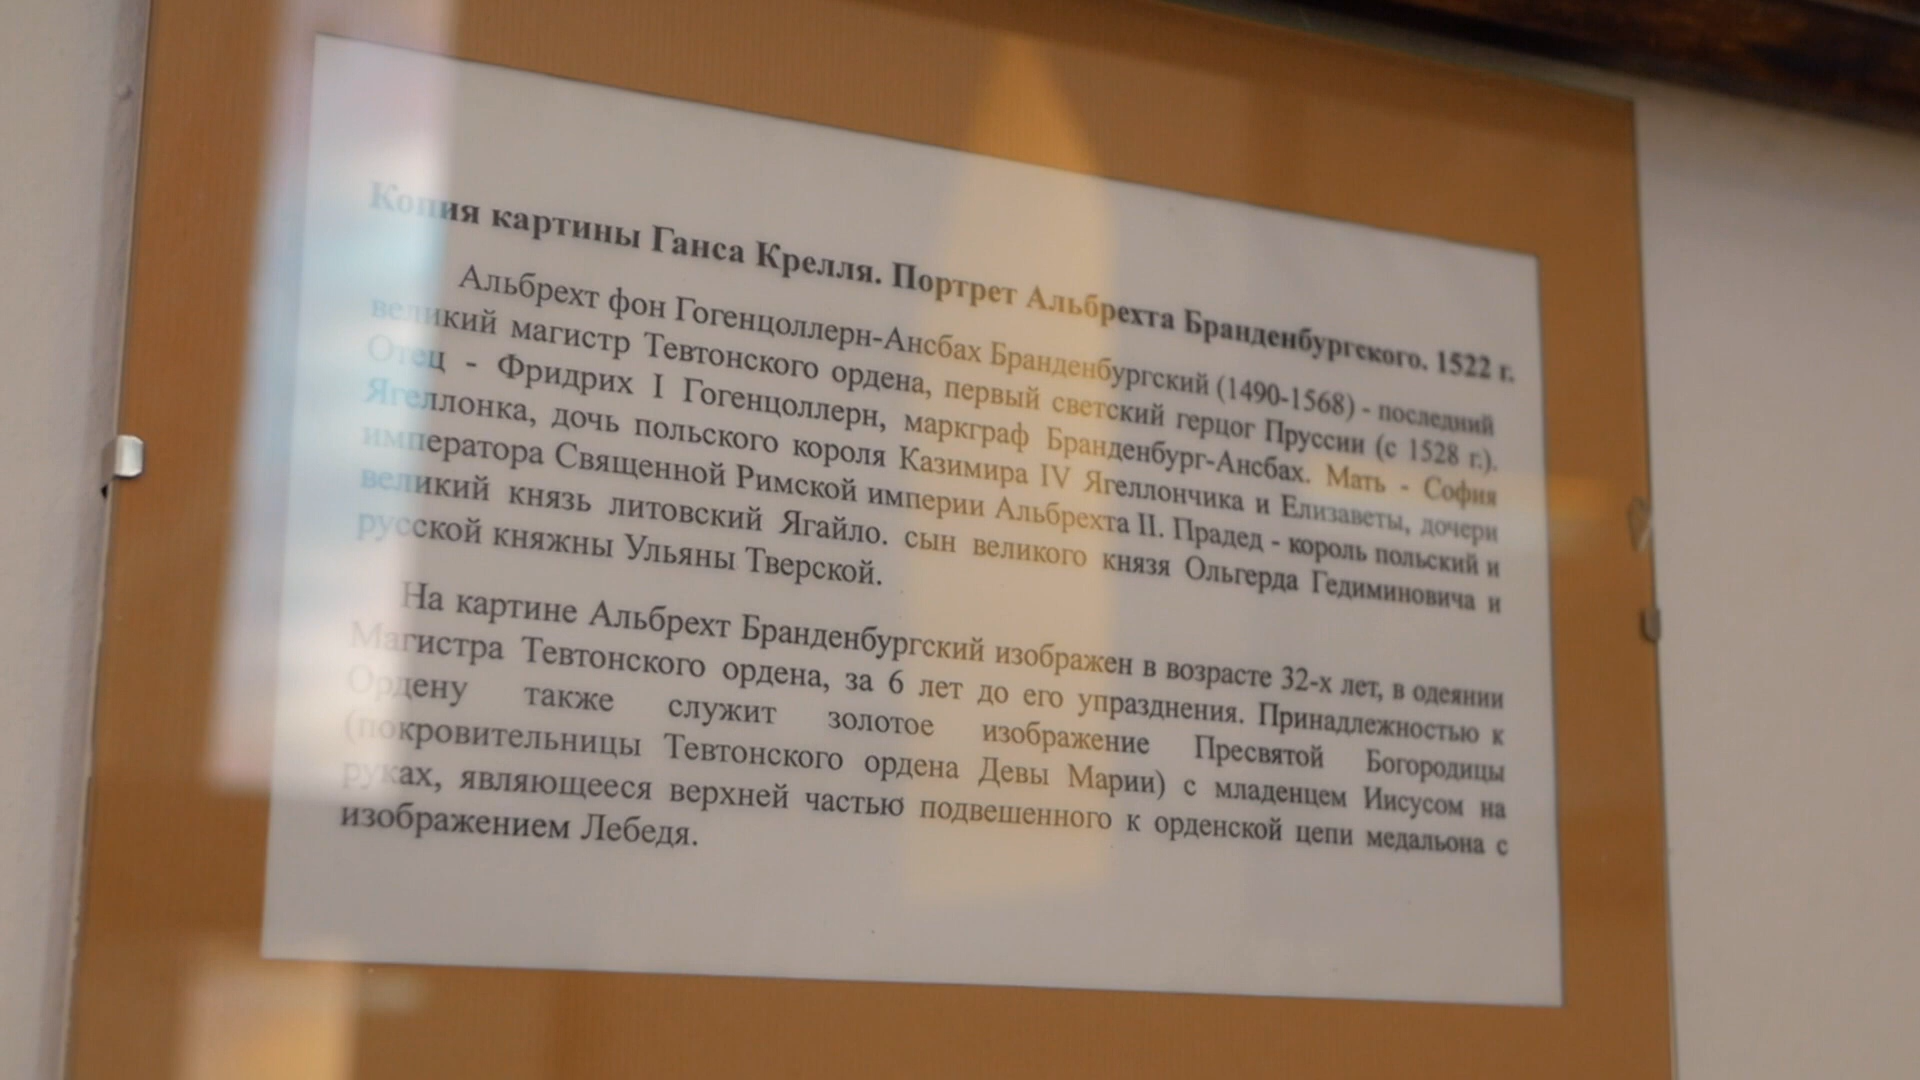 Копия картины Ганса Крелля. Портрет Альбрехта Бранденбургского. 1522 г.
Альбрехт фон Гогенцоллерн-Ансбах Бранденбургский (1490-1568) - последний
великий магистр Тевтонского ордена, первый светский герцог Пруссии (с 1528 г.).
Отец - Фридрих I Гогенцоллерн, маркграф Бранденбург-Ансбах. Мать - София
Ягеллонка, дочь польского короля Казимира IV Ягеллончика и Елизаветы, дочери
императора Священной Римской империи Альбрехта II. Прадед - король польский и
великий князь литовский Ягайло. сын великого князя Ольгерда Гедиминовича и
русской княжны Ульяны Тверской.
На картине Альбрехт Бранденбургский изображен в возрасте 32-х лет, в одеянии
Магистра Тевтонского ордена, за 6 лет до его упразднения. Принадлежностью к
Ордену также служит золотое изображение Пресвятой Богородицы
(покровительницы Тевтонского ордена Девы Марии) с младенцем Иисусом на
руках, являющееся верхней частью подвешенного к орденской цепи медальона с
изображением Лебедя.